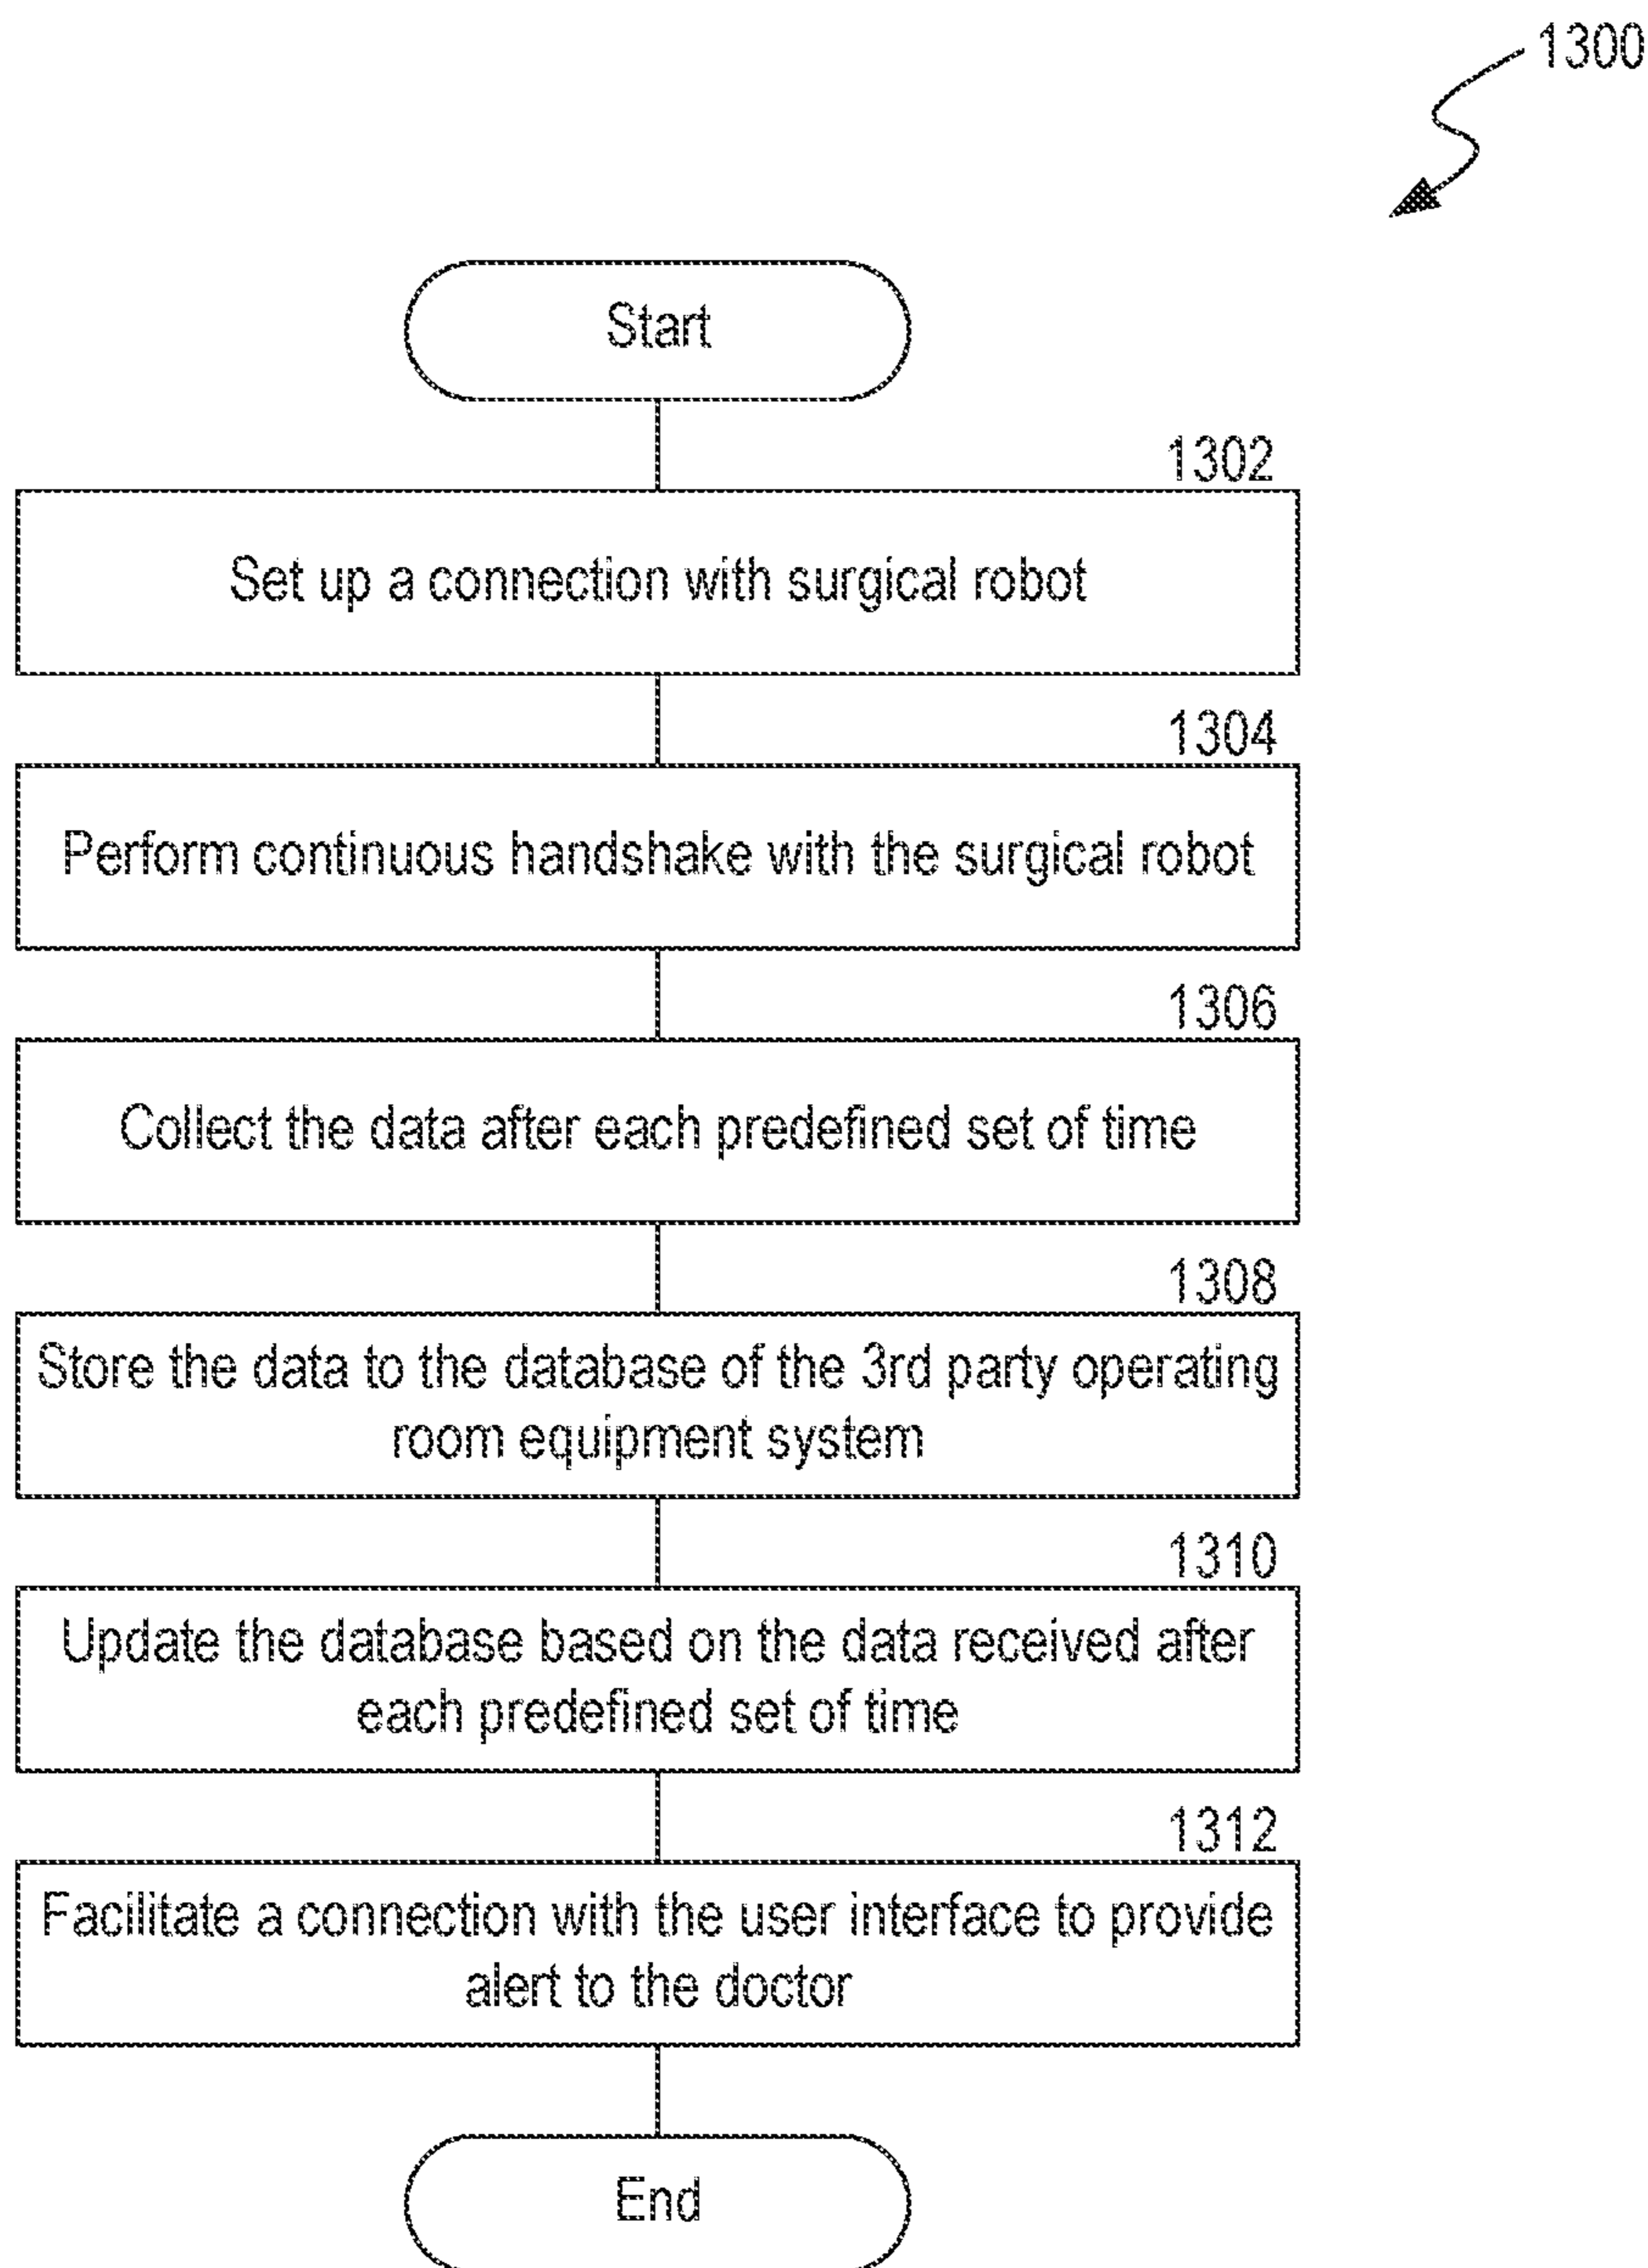 1300
Start
1302
Set up a connection with surgical robot
1304
Perform continuous handshake with the surgical robot
1306
Collect the data after each predefined set of time
1308
Store the data to the database of the 3rd party operating
room equipment system
1310
Update the database based on the data received after
each predefined set of time
1312
Facilitate a connection with the user interface to provide
alert to the doctor
End